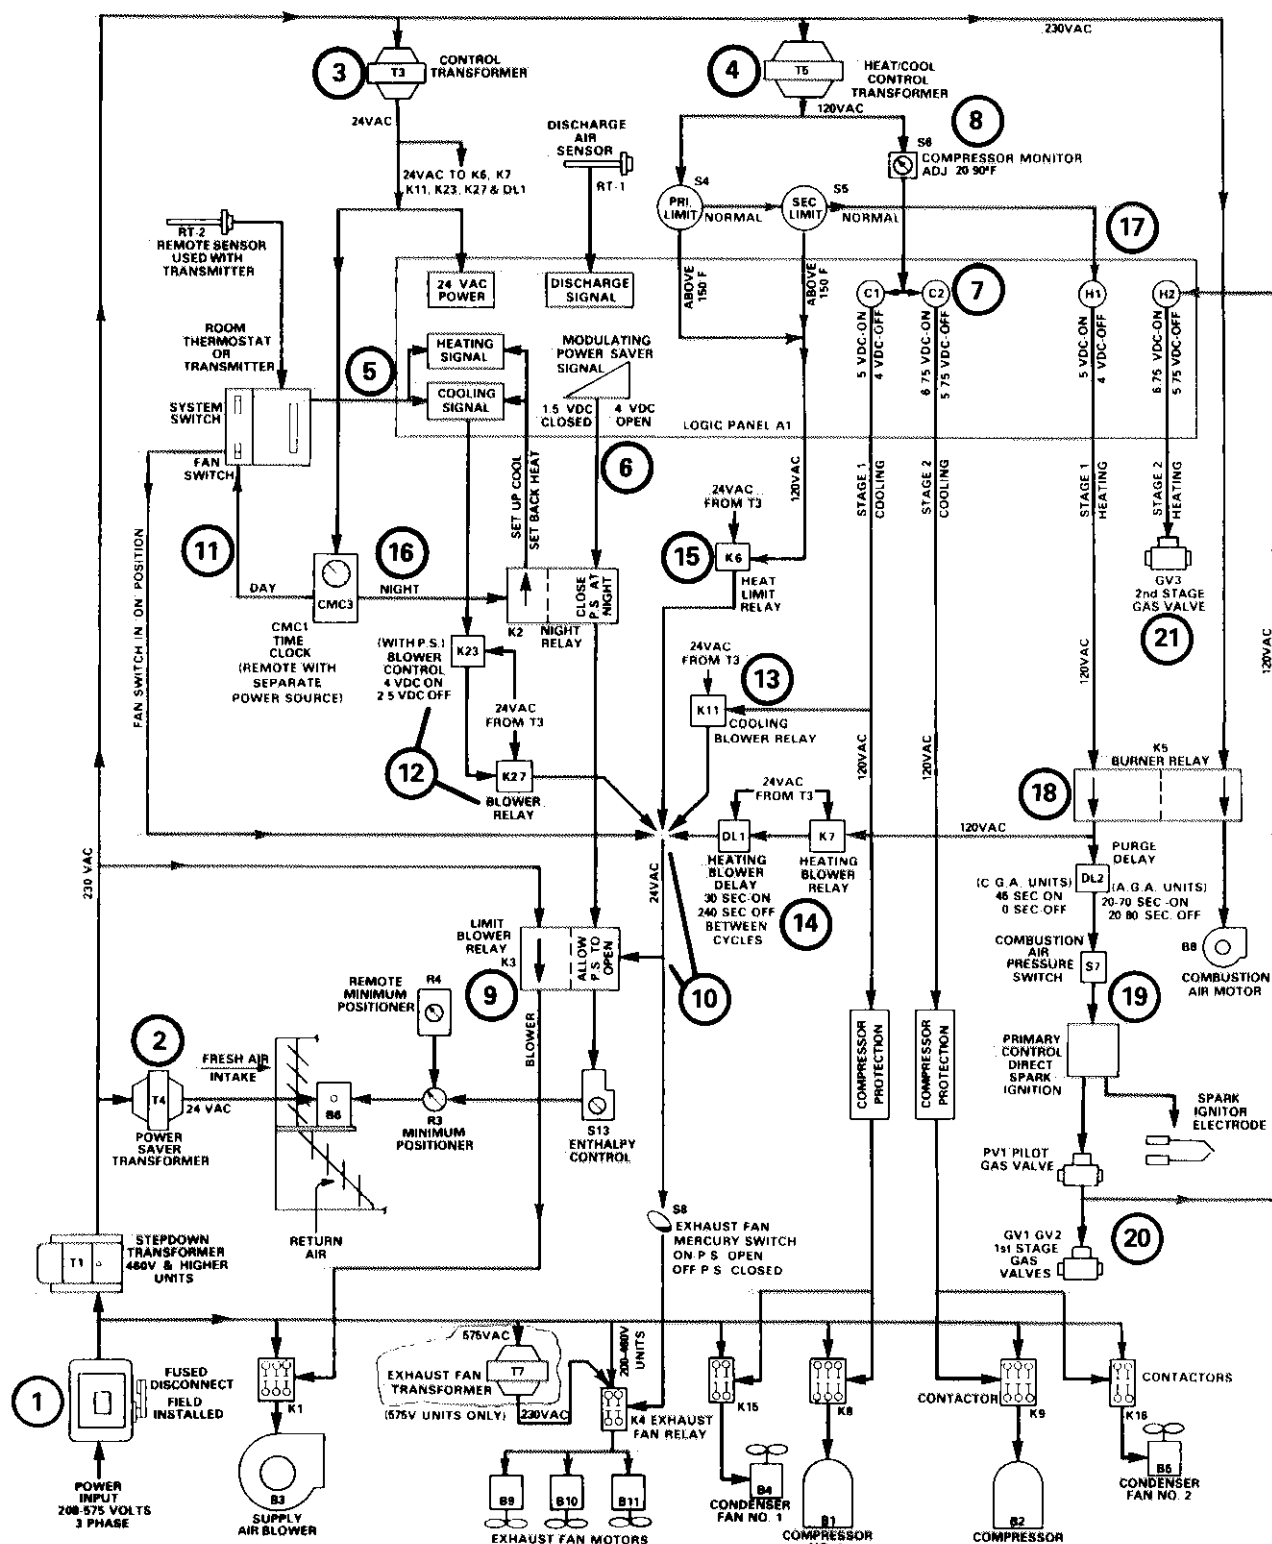 230VAC
3
T3
CONTROL
TRANSFORMER
4
T5
HEAT/COOL
CONTROL
TRANSFORMER
24VAC
120VAC
8
DISCHARGE
AIR
SENSOR
RT-1
S6
COMPRESSOR MONITOR
ADJ 20 90°F
24VAC TO K6, K7
K11, K23, K27 & DL1
S4
PRI.
LIMIT
NORMAL
S5
SEC
LIMIT
NORMAL
17
RT-2
REMOTE SENSOR
USED WITH
TRANSMITTER
24 VAC
POWER
DISCHARGE
SIGNAL
ABOVE
150 F
ABOVE
150 F
C1
C2
7
H1
H2
ROOM
THERMOSTAT
OR
TRANSMITTER
5
HEATING
SIGNAL
MODULATING
POWER SAVER
SIGNAL
5 VDC-ON
4 VDC-OFF
6.75 VDC-ON
5 75 VDC-OFF
5 VDC-ON
4 VDC-OFF
6 75 VDC-ON
5 75 VDC-OFF
COOLING
SIGNAL
SYSTEM
SWITCH
1.5 VDC
CLOSED
4 VDC
OPEN
LOGIC PANEL A1
FAN
SWITCH
6
SET UP COOL
SET BACK HEAT
120VAC
STAGE 1
COOLING
STAGE 2
COOLING
STAGE 1
HEATING
STAGE 2
HEATING
FAN SWITCH IN 'ON' POSITION
24VAC
FROM T3
11
16
15
K6
HEAT
LIMIT
RELAY
DAY
CMC3
NIGHT
CLOSE
P.S. AT
NIGHT
K2
NIGHT
RELAY
GV3
2nd STAGE
GAS VALVE
21
CMC1
TIME
CLOCK
(REMOTE WITH
SEPARATE
POWER SOURCE)
(WITH P.S.)
BLOWER
CONTROL
4 VDC ON
2 5 VDC OFF
K23
24VAC
FROM T3
13
120VAC
120VAC
24VAC
FROM T3
K11
COOLING
BLOWER RELAY
12
K27
BLOWER
RELAY
120VAC
120VAC
K5
BURNER RELAY
18
24VAC
FROM T3
DL1
K7
120VAC
230 VAC
24VAC
HEATING
BLOWER
DELAY
30 SEC-ON
240 SEC OFF
BETWEEN
CYCLES
HEATING
BLOWER
RELAY
14
PURGE
DELAY
(C G.A. UNITS)
45 SEC ON
0 SEC-OFF
DL2
(A.G.A. UNITS)
20-70 SEC -ON
20 80 SEC. OFF
LIMIT
BLOWER
RELAY
K3
ALLOW
P.S TO
OPEN
9
10
COMBUSTION
AIR
PRESSURE
SWITCH
S7
B8
COMBUSTION
AIR MOTOR
REMOTE
MINIMUM
POSITIONER
R4
19
2
FRESH AIR
INTAKE
BLOWER
COMPRESSOR
PROTECTION
COMPRESSOR
PROTECTION
PRIMARY
CONTROL
DIRECT
SPARK
IGNITION
T4
24 VAC
B6
R3
MINIMUM
POSITIONER
S13
ENTHALPY
CONTROL
SPARK
IGNITOR
ELECTRODE
POWER
SAVER
TRANSFORMER
PV1 PILOT
GAS VALVE
RETURN
AIR
S8
EXHAUST FAN
MERCURY SWITCH
ON P S OPEN
OFF P.S CLOSED
T1
STEPDOWN
TRANSFORMER
460V & HIGHER
UNITS
GV1 GV2
1st STAGE
GAS
VALVES
20
575VAC
200-460V
UNITS
1
FUSED
DISCONNECT
FIELD
INSTALLED
K1
EXHAUST FAN
TRANSFORMER
T7
(575V UNITS ONLY)
230VAC
K4 EXHAUST
FAN RELAY
K15
K8
CONTACTOR
K9
CONTACTORS
K16
POWER
INPUT
208-575 VOLTS
3 PHASE
B3
SUPPLY
AIR BLOWER
B9
B10
B11
EXHAUST FAN MOTORS
B4
CONDENSER
FAN NO. 1
B1
COMPRESSOR
B2
COMPRESSOR
B5
CONDENSER
FAN NO. 2